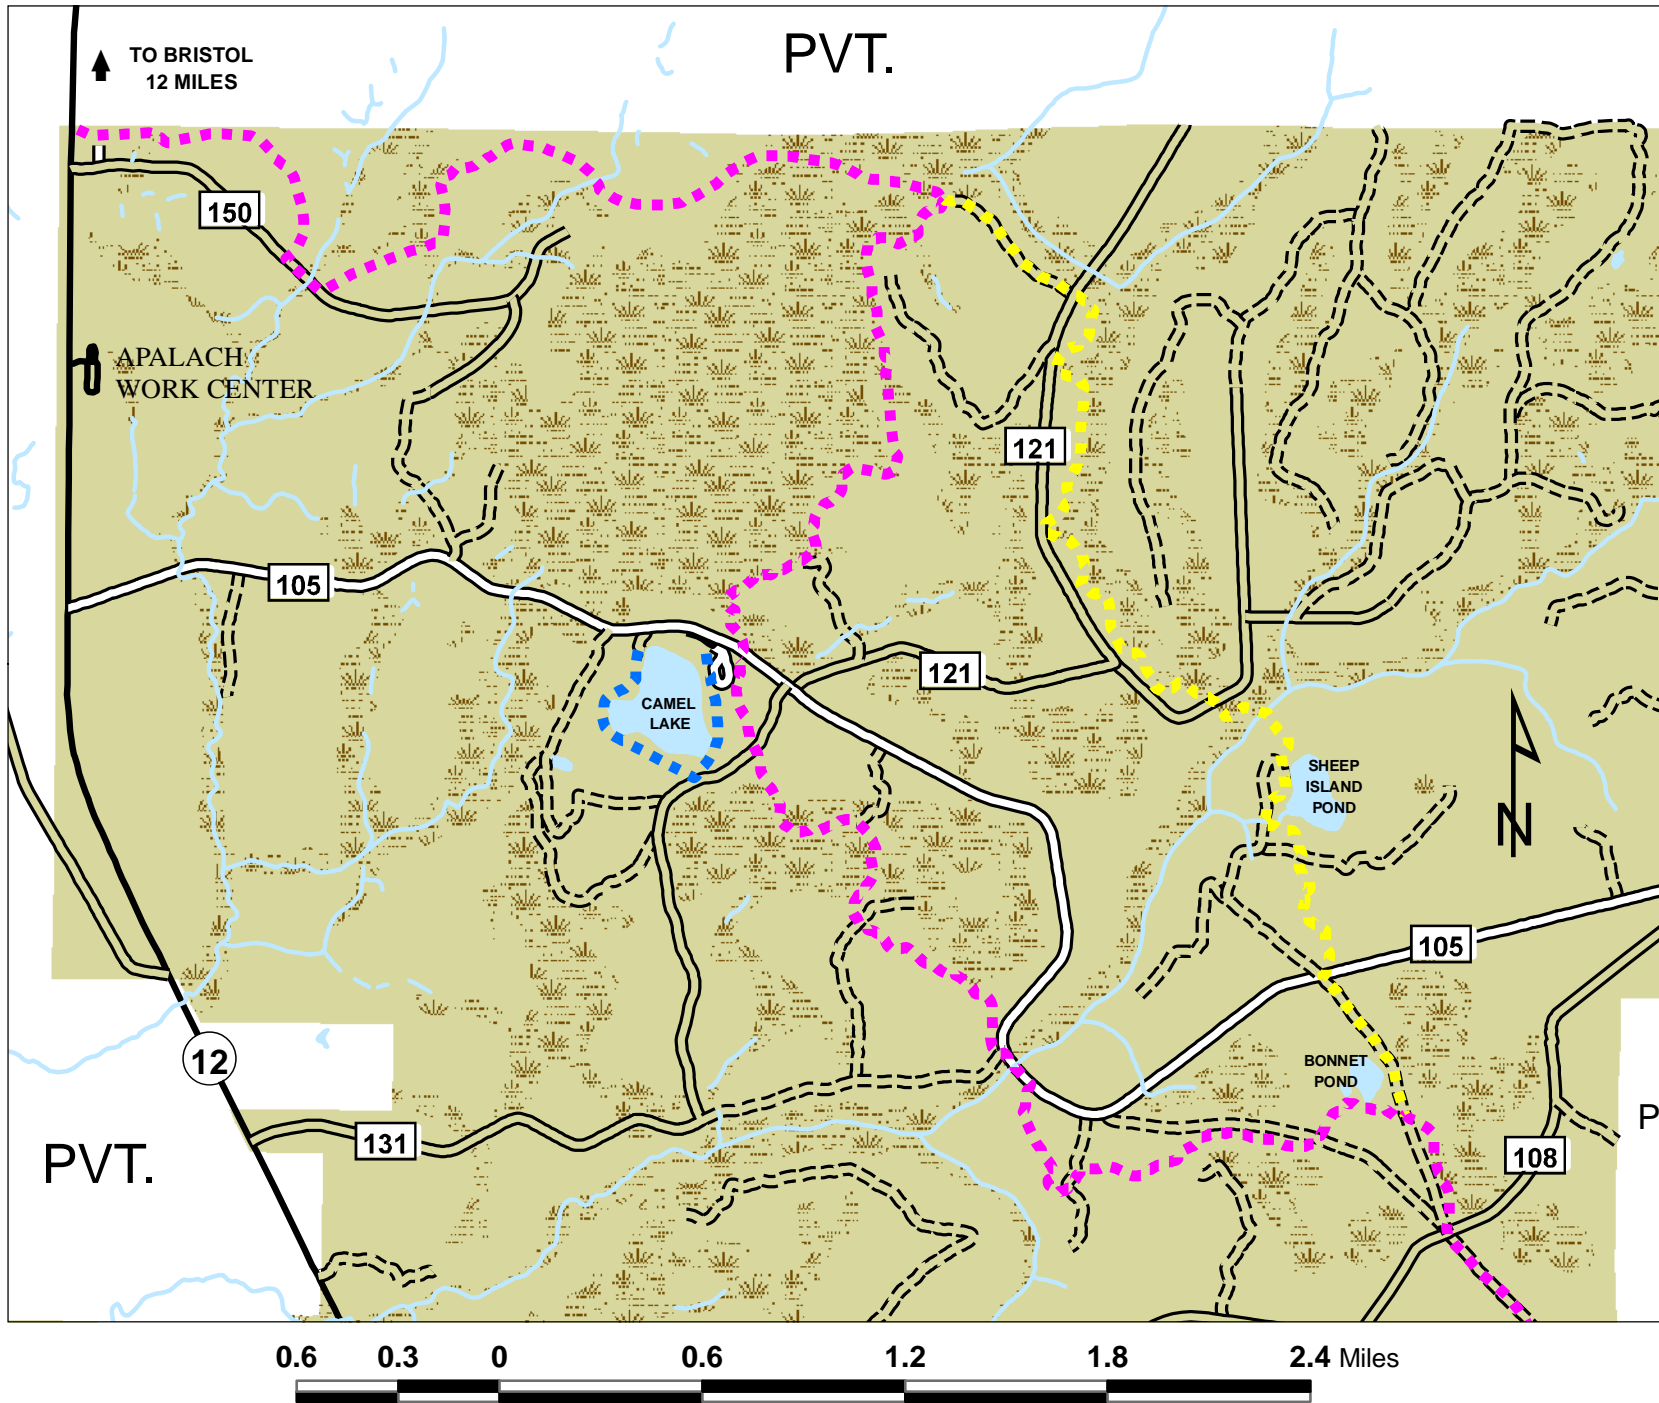 PVT.
TO BRISTOL
12 MILES
150
APALACH
WORK CENTER
121
105
121
CAMEL
LAKE
SHEEP
ISLAND
POND
N
105
12
BONNET
POND
P
131
108
PVT.
0.6 0.3 0 0.6 1.2 1.8 2.4 Miles